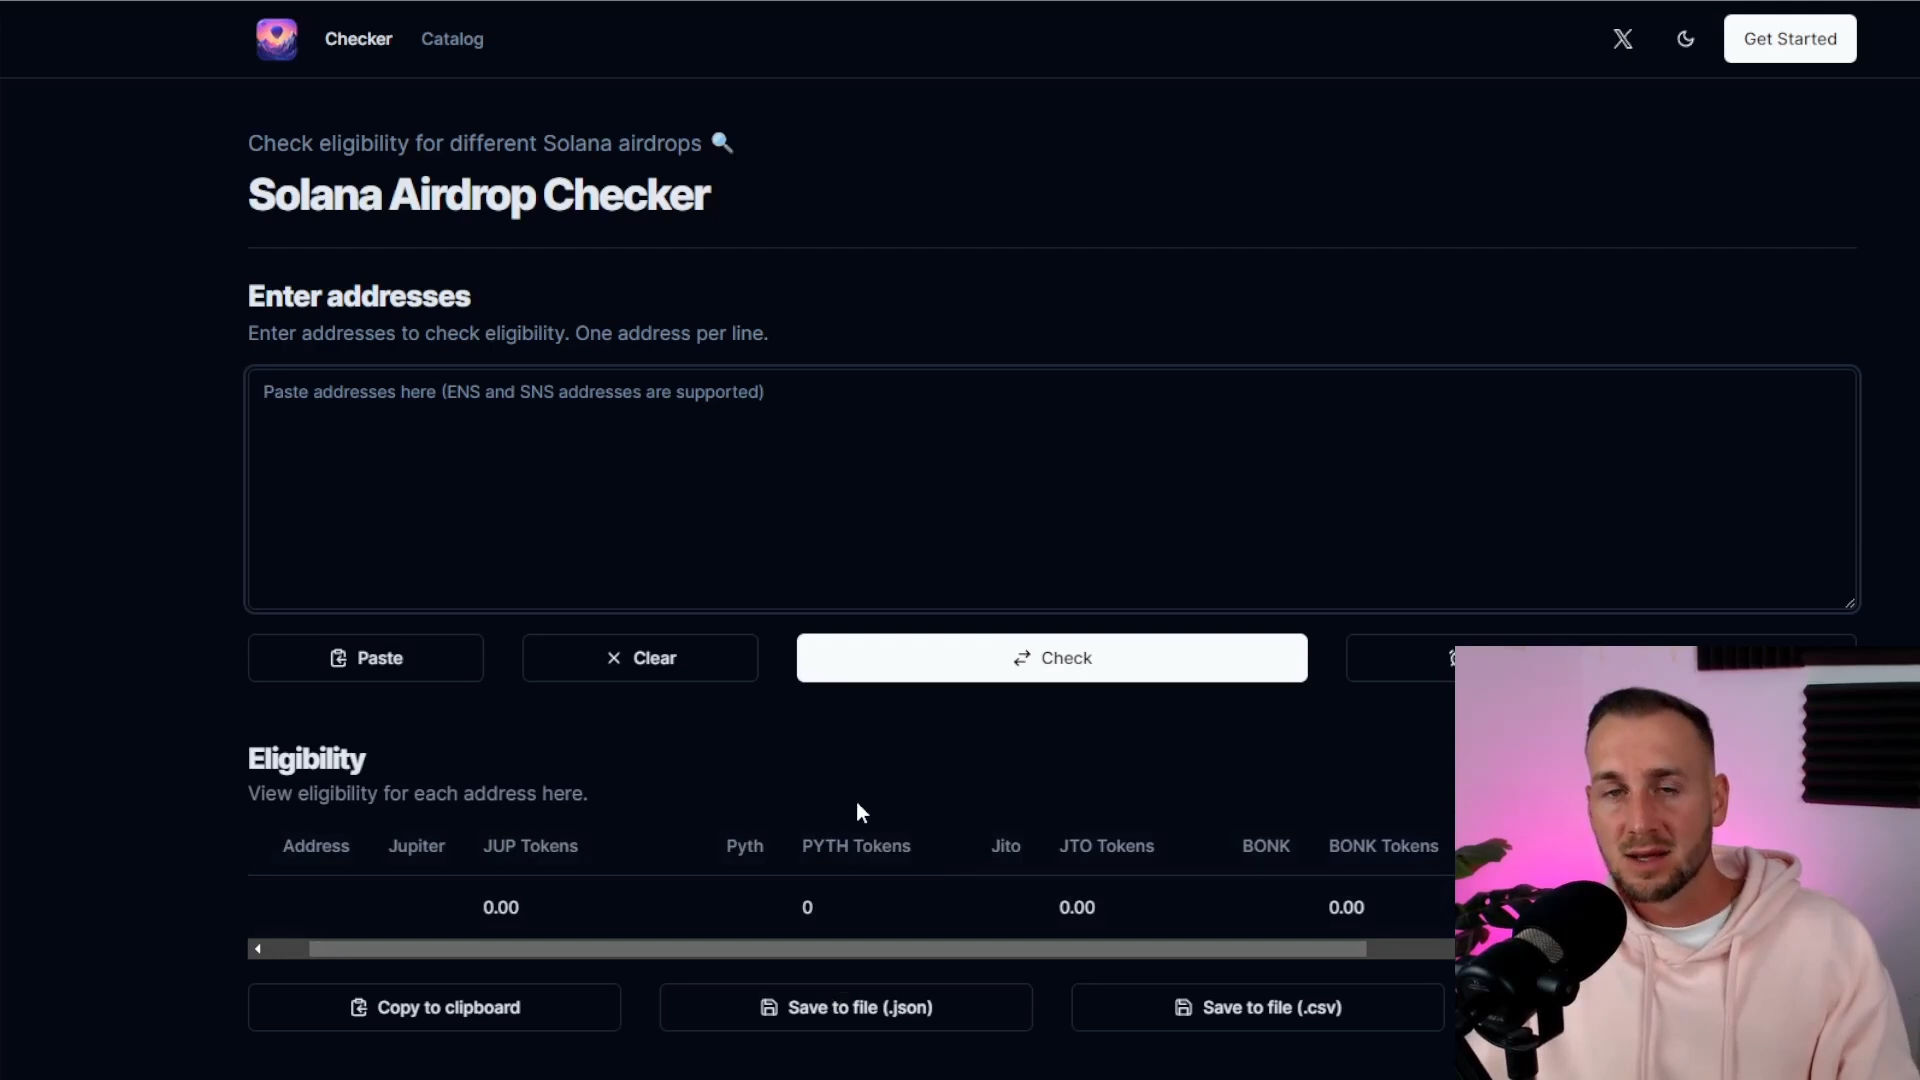 Checker
Catalog
Get Started
Check eligibility for different Solana airdrops
Solana Airdrop Checker
Enter addresses
Enter addresses to check eligibility. One address per line.
Paste addresses here (ENS and SNS addresses are supported)
Paste
Clear
Check
Eligibility
View eligibility for each address here.
Address Jupiter JUP Tokens Pyth PYTH Tokens Jito JTO Tokens BONK BONK Tokens
0.00 0 0.00 0.00
Copy to clipboard
Save to file (.json)
Save to file (.csv)